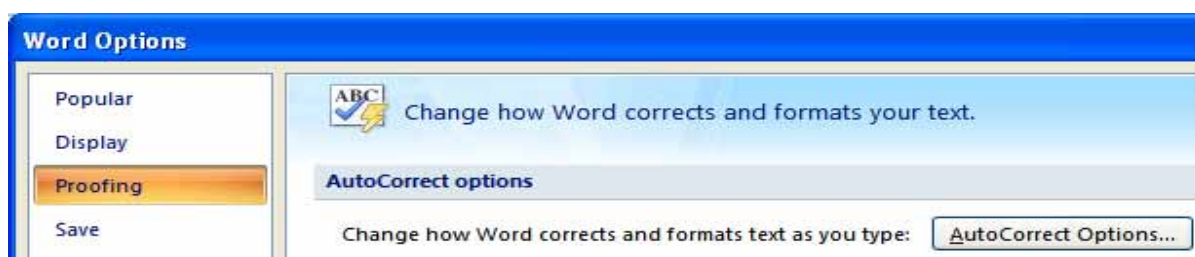 Word Options
Popular
Display
Proofing
Save
ABC
Change how Word corrects and formats your text.
AutoCorrect options
Change how Word corrects and formats text as you type: AutoCorrect Options...